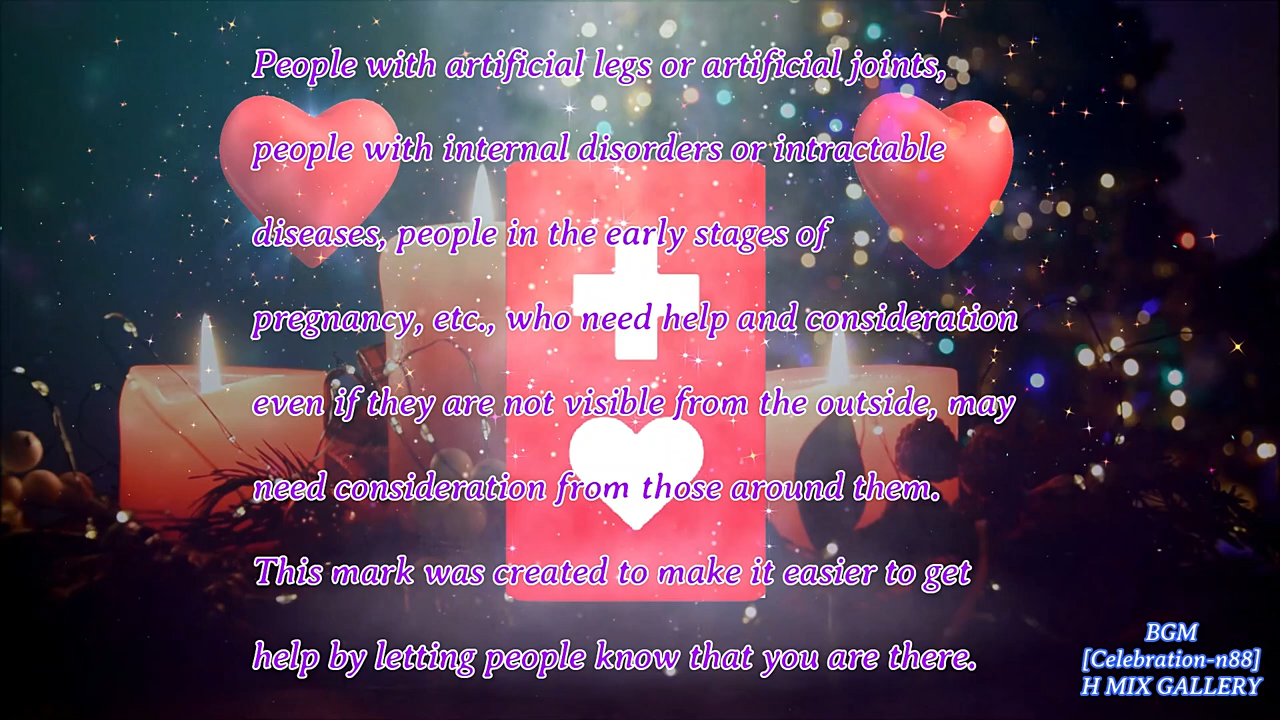 People with artificial legs or artificial joints,
people with internal disorders or intractable
diseases, people in the early stages of
pregnancy, etc., who need help and consideration
even if they are not visible from the outside, may
need consideration from those around them.
This mark was created to make it easier to get
help by letting people know that you are there.
BGM
[Celebration-n88]
H MIX GALLERY